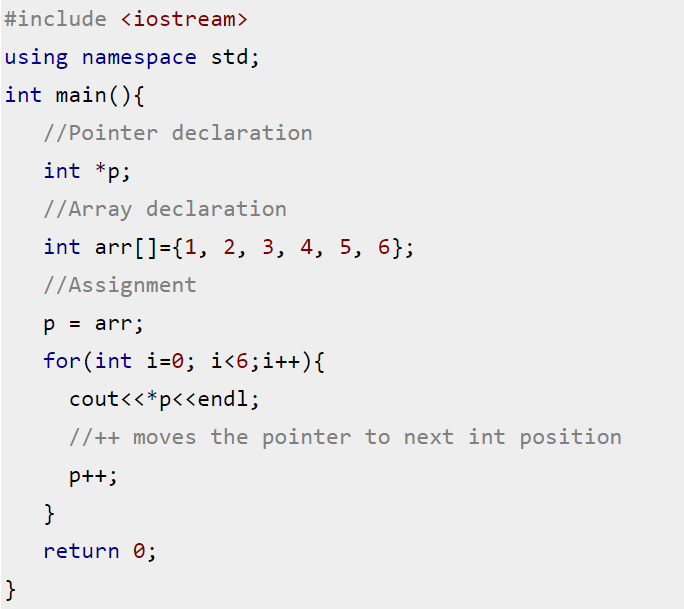 #include <iostream>
using namespace std;
int main(){
   //Pointer declaration
   int *p;
   //Array declaration
   int arr[]={1, 2, 3, 4, 5, 6};
   //Assignment
   p = arr;
   for(int i=0; i<6;i++){
     cout<<*p<<endl;
     //++ moves the pointer to next int position
     p++;
   }
   return 0;
}